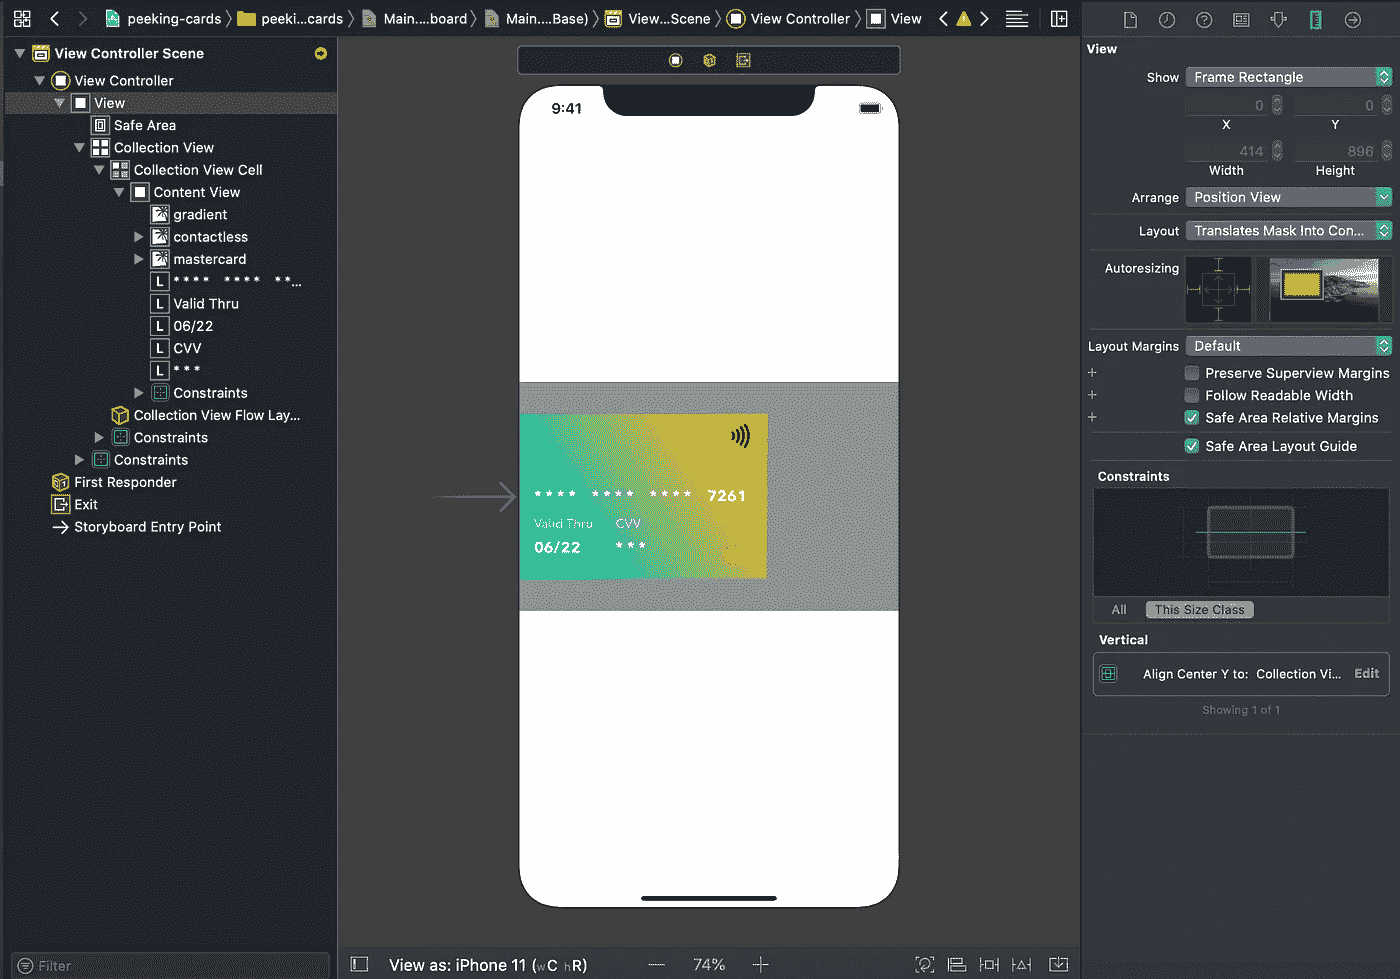 peeking-cards
peeki...cards
Main....board
Main....Base)
View...Scene
View Controller
View
View Controller Scene
View Controller
View
Safe Area
Collection View
Collection View Cell
Content View
gradient
contactless
mastercard
L * * * * * * * * * * ...
L Valid Thru
L 06/22
L CVV
L * * *
Constraints
Collection View Flow Lay...
Constraints
Constraints
First Responder
Exit
Storyboard Entry Point
Filter
9:41
* * * * * * * * * * * * 7261
Valid Thru CVV
06/22 * * *
View as: iPhone 11 (wC hR)
74%
View
Show Frame Rectangle
0 0
X Y
414 896
Width Height
Arrange Position View
Layout Translates Mask Into Con...
Autoresizing
Layout Margins Default
Preserve Superview Margins
Follow Readable Width
Safe Area Relative Margins
Safe Area Layout Guide
Constraints
All This Size Class
Vertical
Align Center Y to: Collection Vi... Edit
Showing 1 of 1